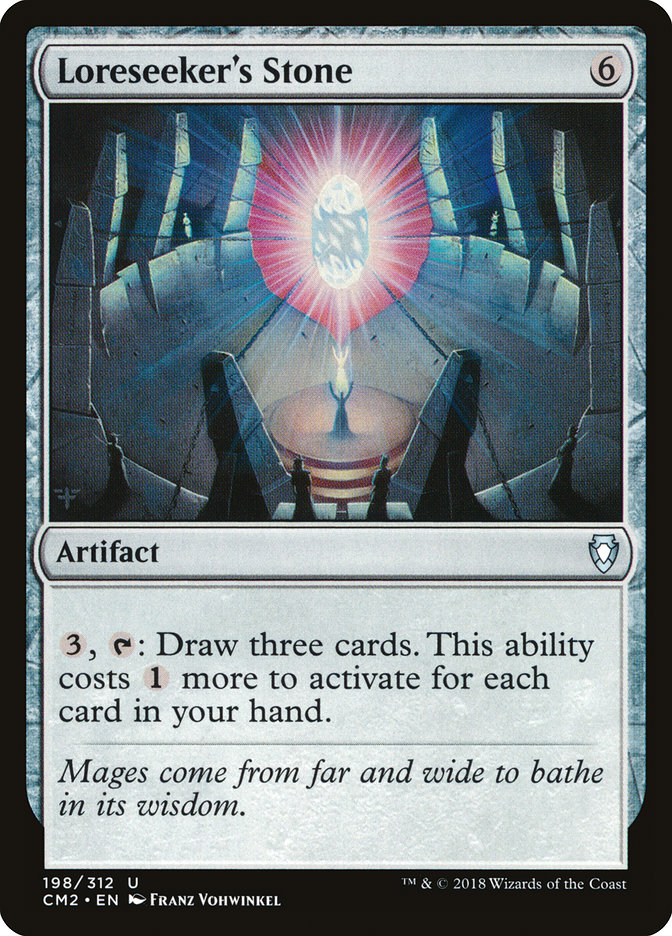 Loreseeker's Stone 6
Artifact
3, T: Draw three cards. This ability
costs 1 more to activate for each
card in your hand.
Mages come from far and wide to bathe
in its wisdom.
198/312 U
CM2 • EN Franz Vohwinkel
™ & © 2018 Wizards of the Coast